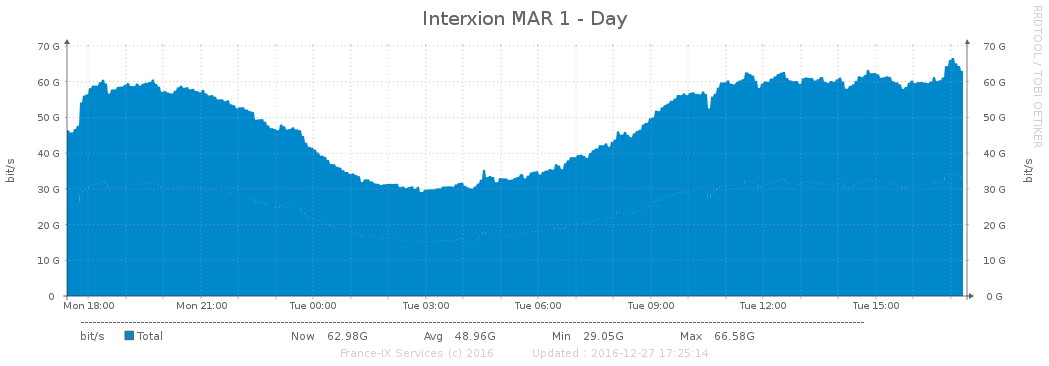 Interxion MAR 1 - Day
RRDTOOL / TOBI OETIKER
70 G 70 G
60 G 60 G
50 G 50 G
40 G 40 G
30 G 30 G
20 G 20 G
10 G 10 G
0 0 G
bit/s bit/s
Mon 18:00 Mon 21:00 Tue 00:00 Tue 03:00 Tue 06:00 Tue 09:00 Tue 12:00 Tue 15:00
bit/s Total Now 62.98G Avg 48.96G Min 29.05G Max 66.58G
France-IX Services (c) 2016 Updated : 2016-12-27 17:25:14